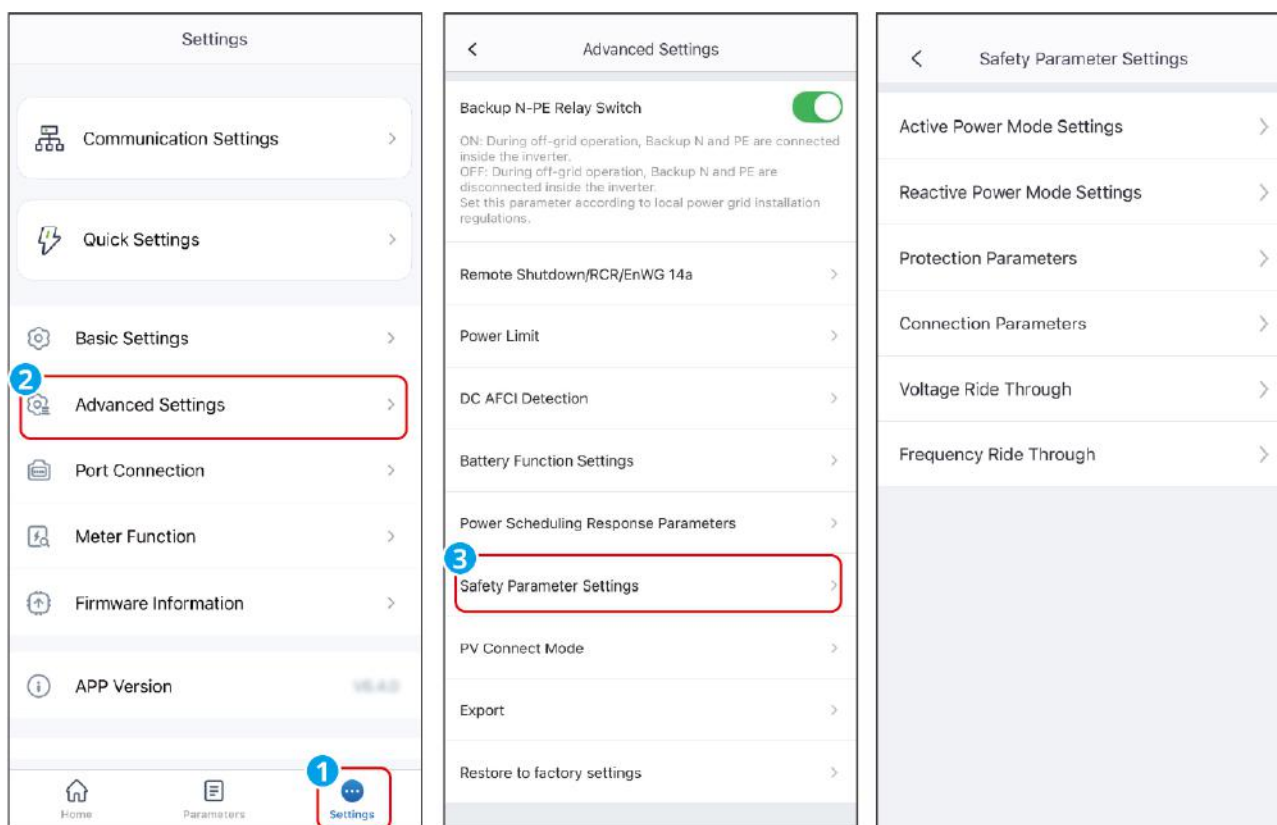 Settings
Communication Settings
Quick Settings
Basic Settings
2
Advanced Settings
Port Connection
Meter Function
Firmware Information
APP Version
1
Home
Parameters
Settings
Advanced Settings
Backup N-PE Relay Switch
ON: During off-grid operation, Backup N and PE are connected
inside the inverter.
OFF: During off-grid operation, Backup N and PE are
disconnected inside the inverter.
Set this parameter according to local power grid installation
regulations.
Remote Shutdown/RCR/EnWG 14a
Power Limit
DC AFCI Detection
Battery Function Settings
Power Scheduling Response Parameters
3
Safety Parameter Settings
PV Connect Mode
Export
Restore to factory settings
Safety Parameter Settings
Active Power Mode Settings
Reactive Power Mode Settings
Protection Parameters
Connection Parameters
Voltage Ride Through
Frequency Ride Through